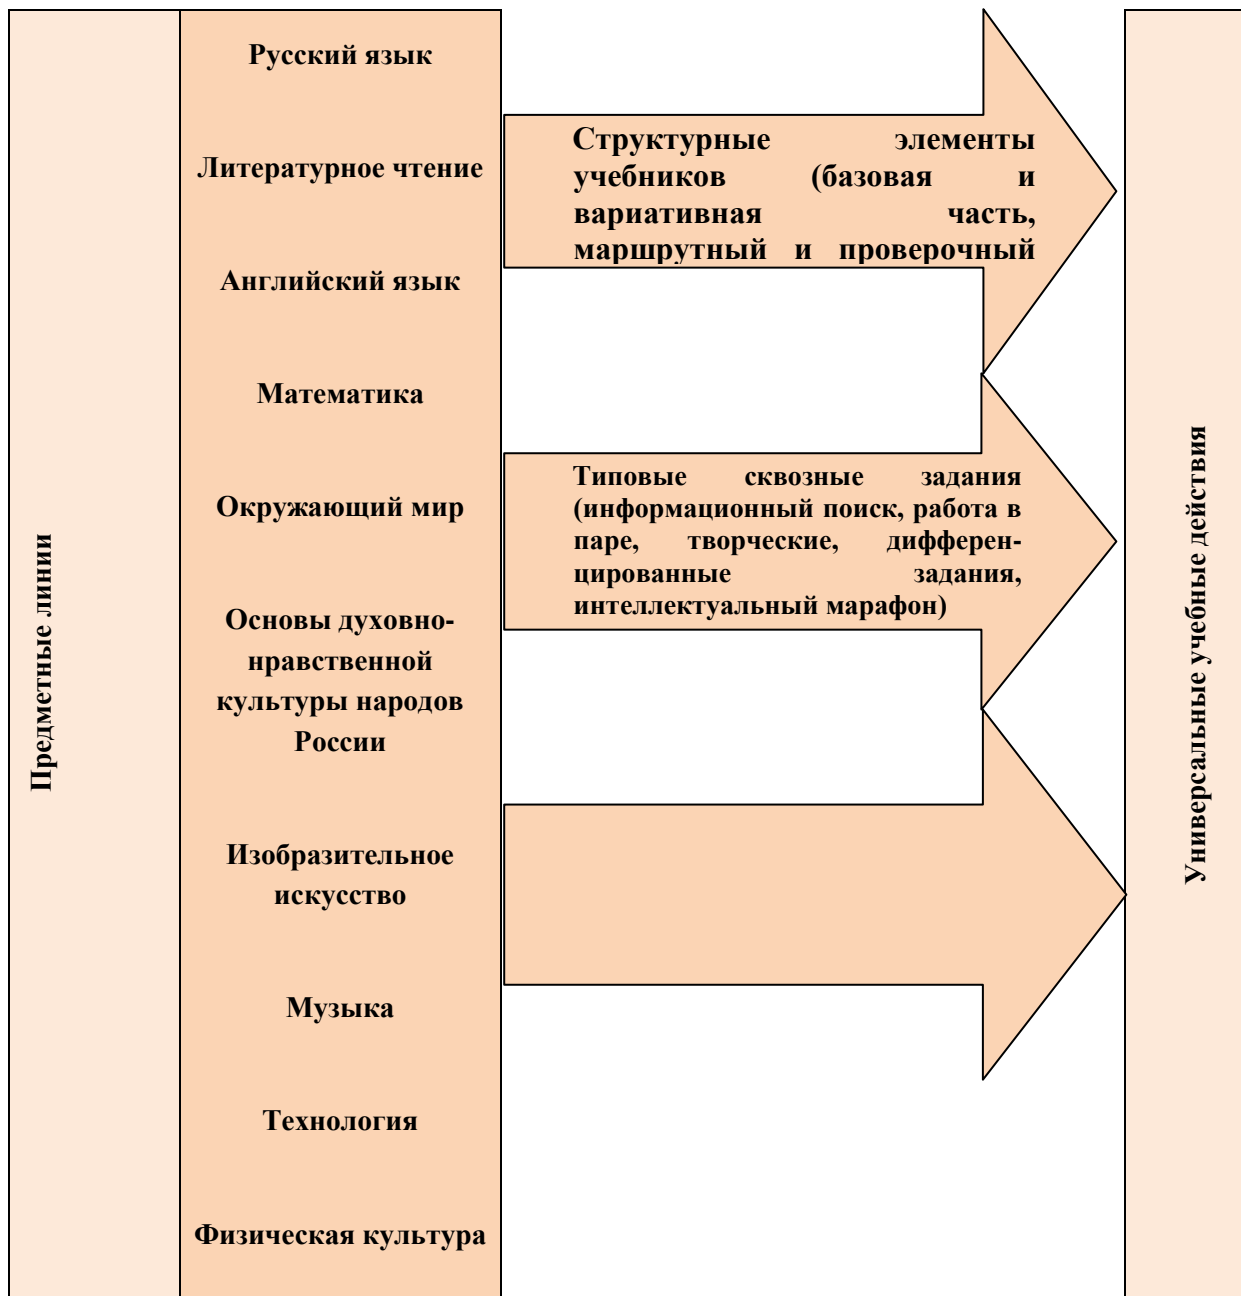 Предметные линии
Русский язык
Литературное чтение
Английский язык
Математика
Окружающий мир
Основы духовно-
нравственной
культуры народов
России
Изобразительное
искусство
Музыка
Технология
Физическая культура
Структурные элементы
учебников (базовая и
вариативная часть,
маршрутный и проверочный
Типовые сквозные задания
(информационный поиск, работа в
паре, творческие, дифферен-
цированные задания,
интеллектуальный марафон)
Универсальные учебные действия